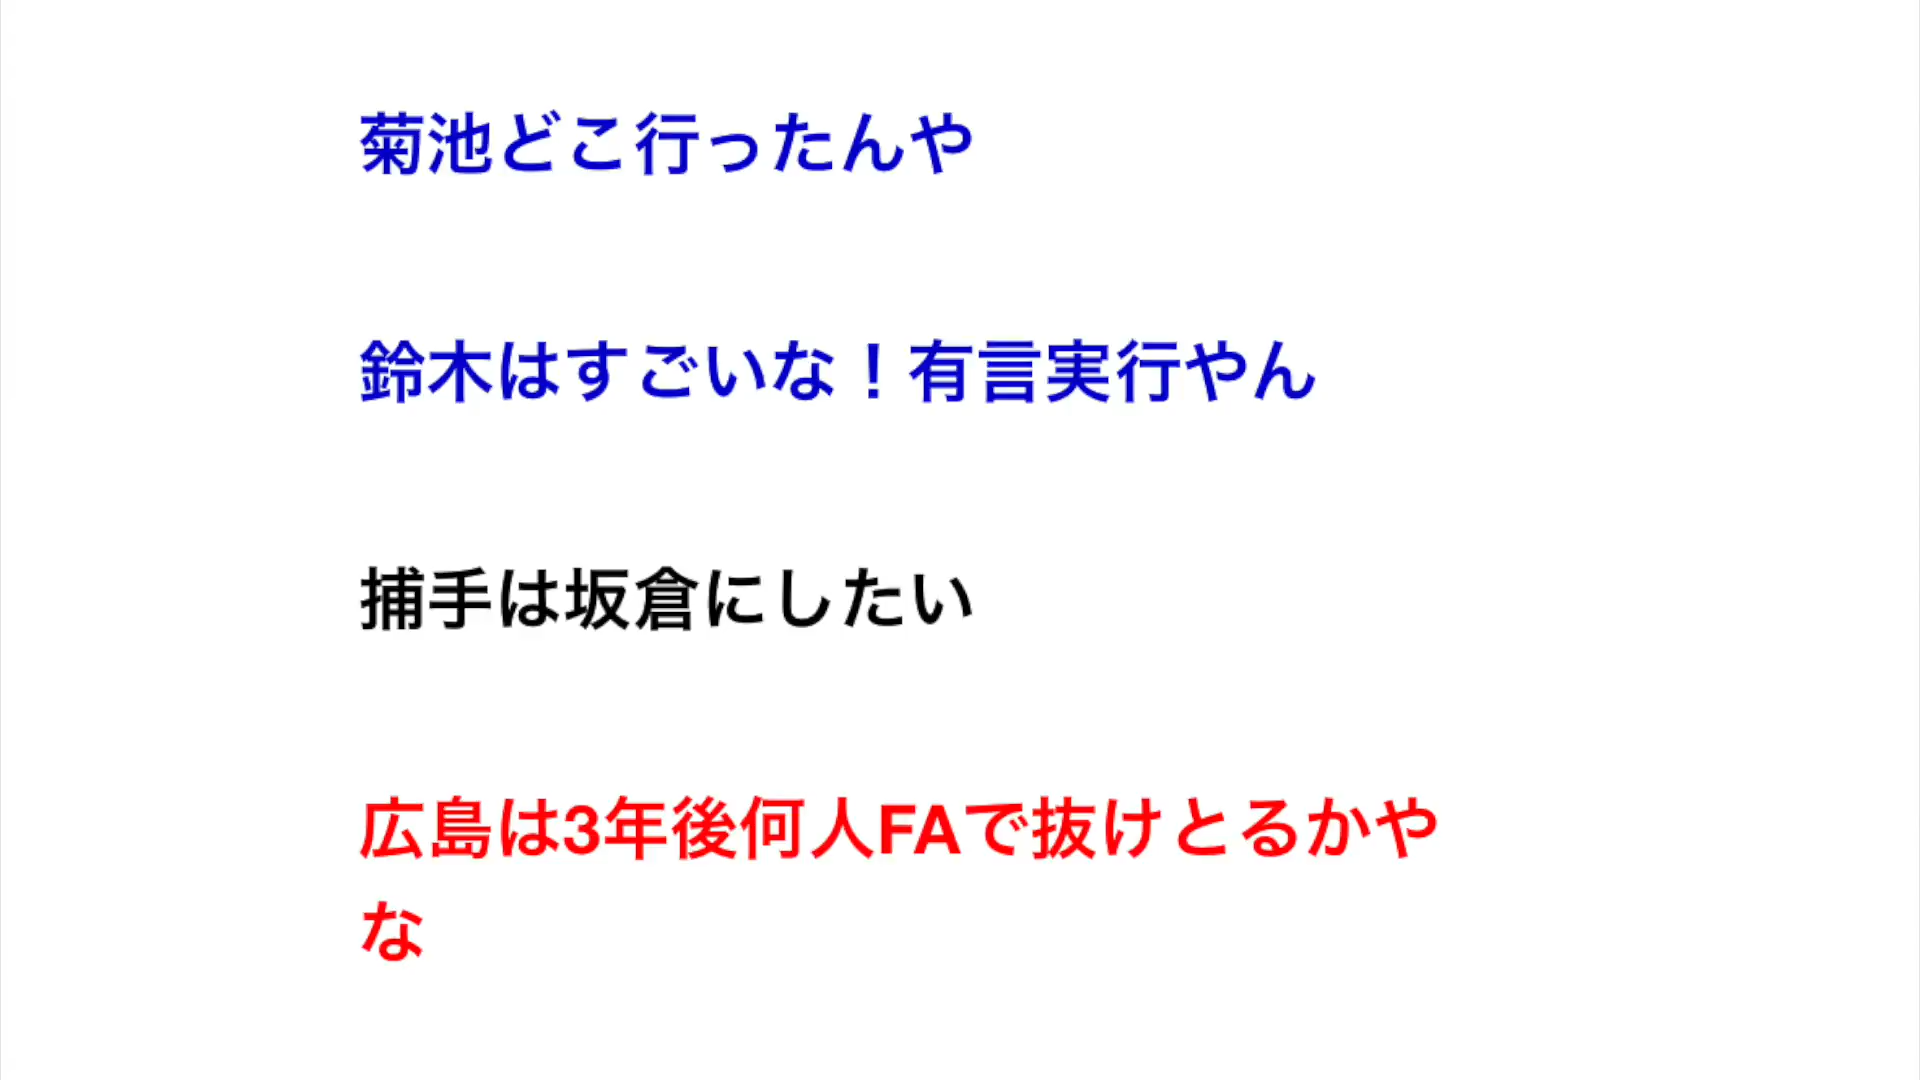 菊池どこ行ったんや
鈴木はすごいな！有言実行やん
捕手は坂倉にしたい
広島は3年後何人FAで抜けとるかや
な